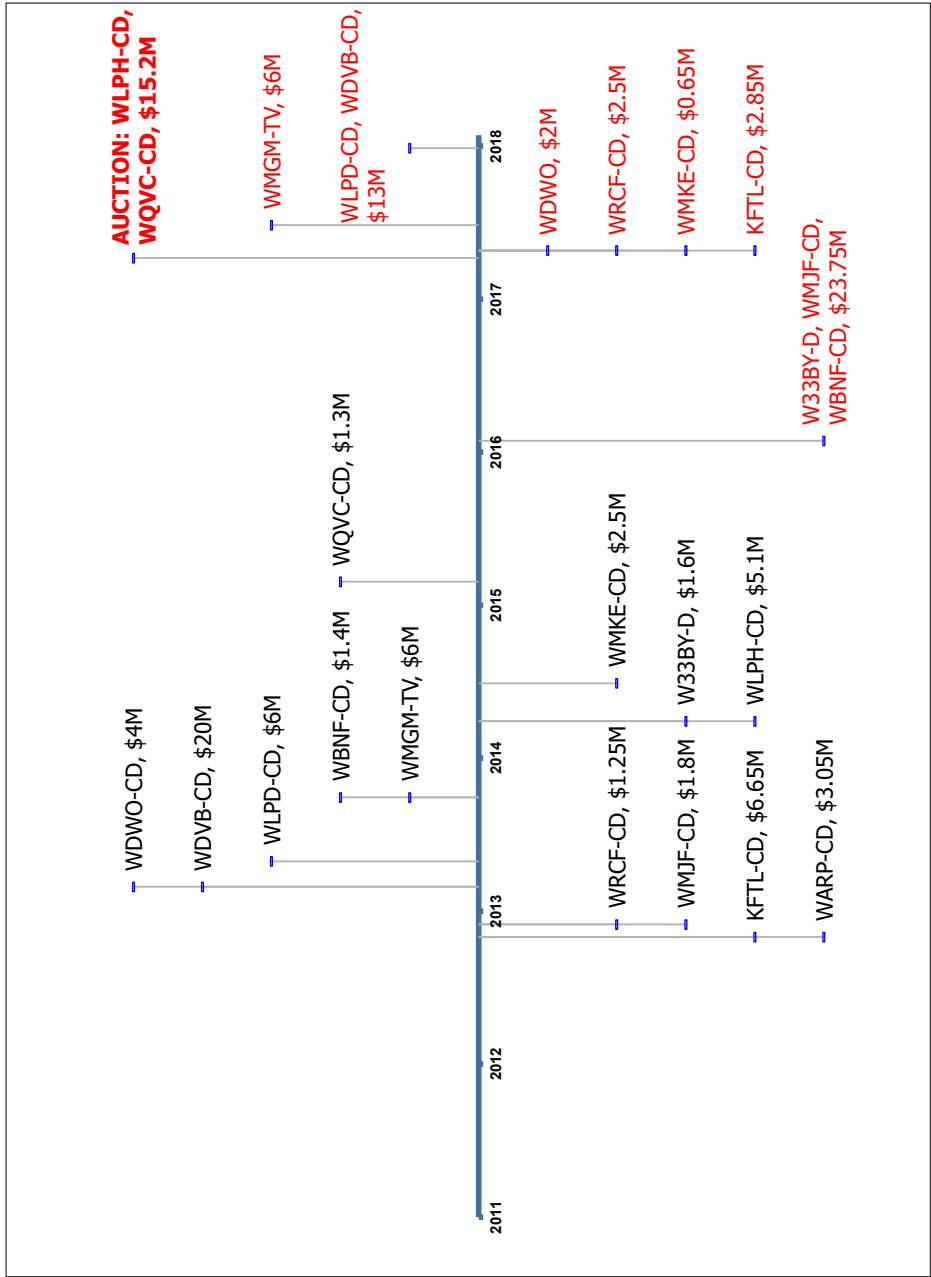 AUCTION: WLPH-CD,
WQVC-CD, $15.2M
WDWO-CD, $4M
WDVB-CD, $20M
WMGM-TV, $6M
WLPD-CD, $6M
WLPD-CD, WDVB-CD,
$13M
WBNF-CD, $1.4M
WQVC-CD, $1.3M
WMGM-TV, $6M
2011
2012
2013
2014
2015
2016
2017
2018
WDWO, $2M
WRCF-CD, $1.25M
WMKE-CD, $2.5M
WRCF-CD, $2.5M
WMJF-CD, $1.8M
W33BY-D, $1.6M
WMKE-CD, $0.65M
KFTL-CD, $6.65M
WLPH-CD, $5.1M
KFTL-CD, $2.85M
WARP-CD, $3.05M
W33BY-D, WMJF-CD,
WBNF-CD, $23.75M